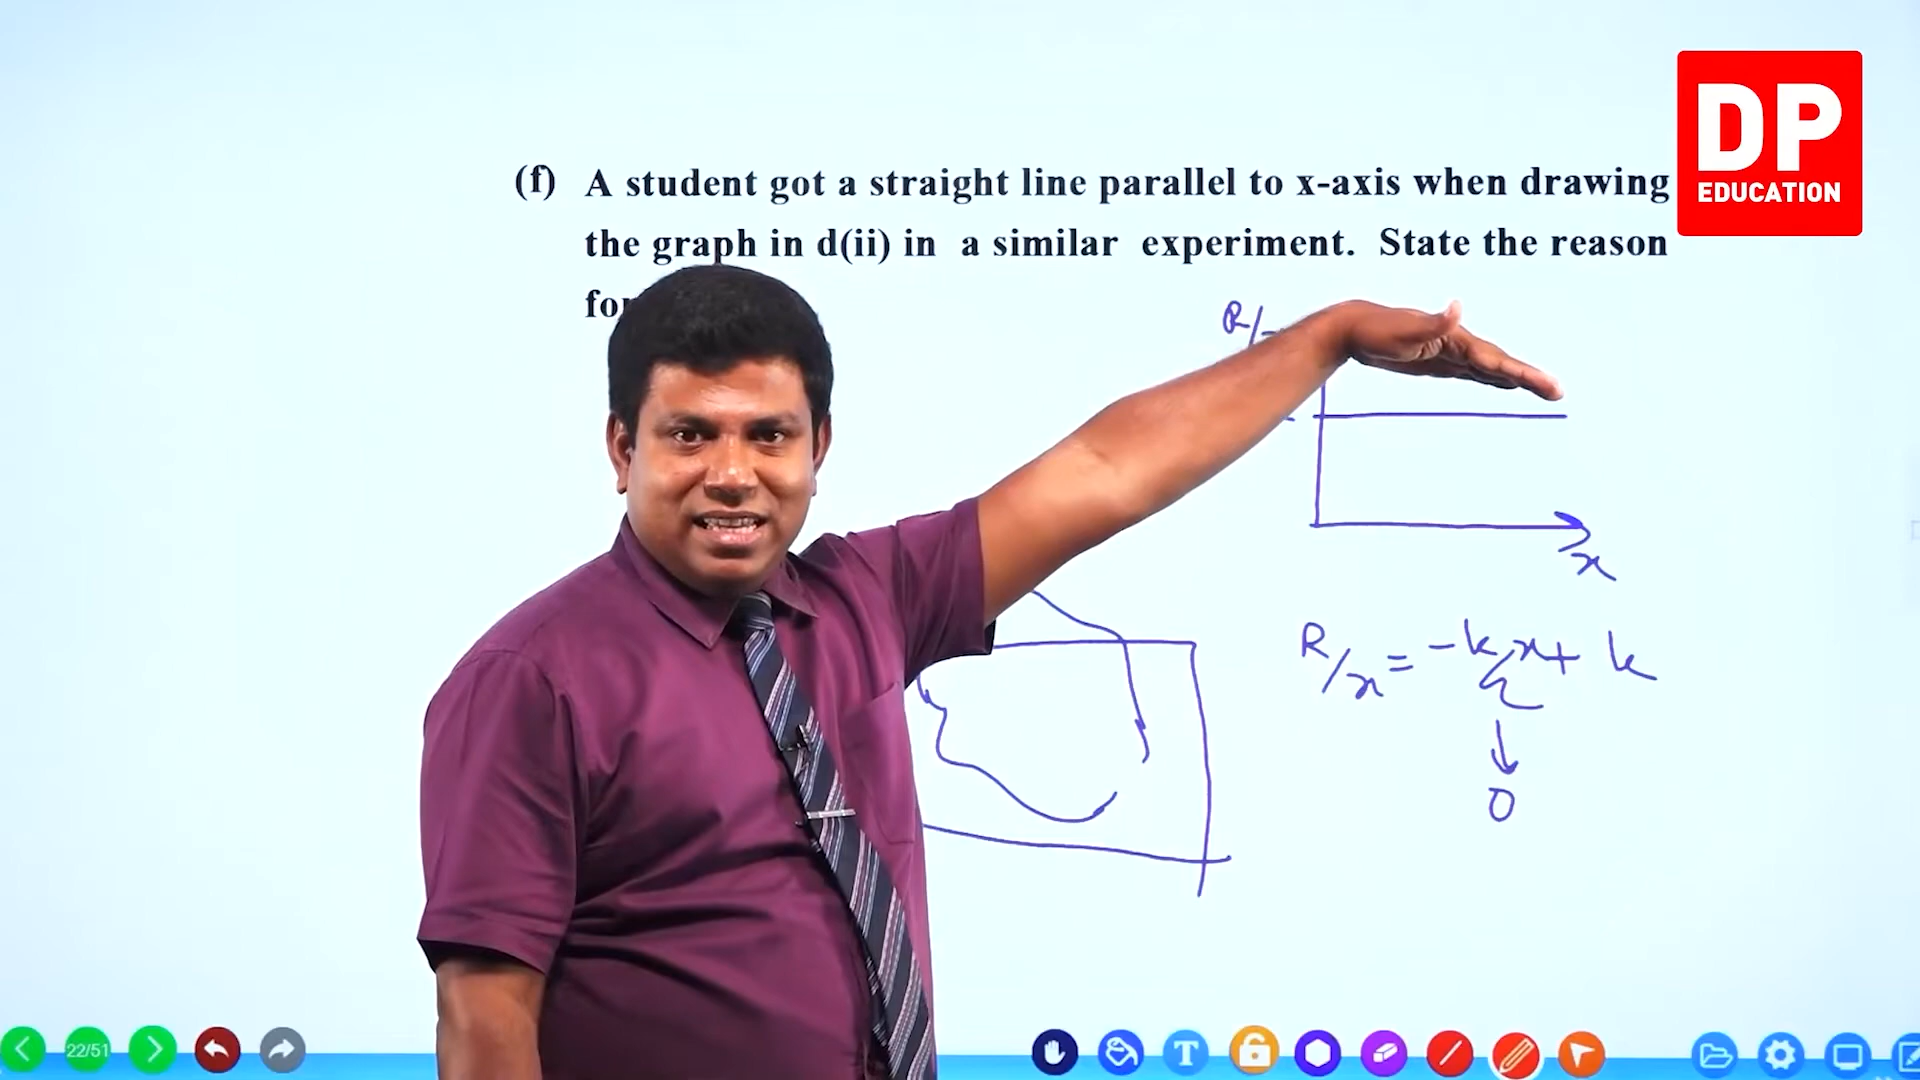 DP
EDUCATION
(f) A student got a straight line parallel to x-axis when drawing
the graph in d(ii) in a similar experiment. State the reason
R/
x
R/x = -k x + k
0
22/51
T